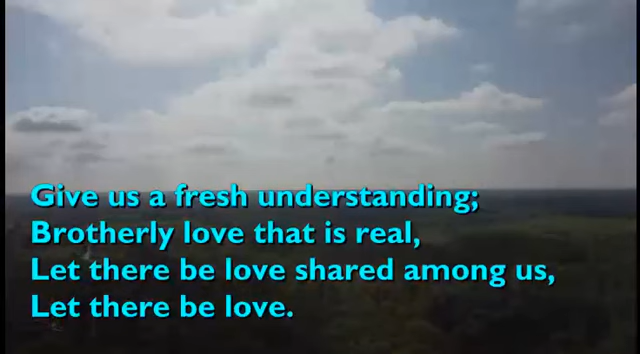 Give us a fresh understanding;
Brotherly love that is real,
Let there be love shared among us,
Let there be love.